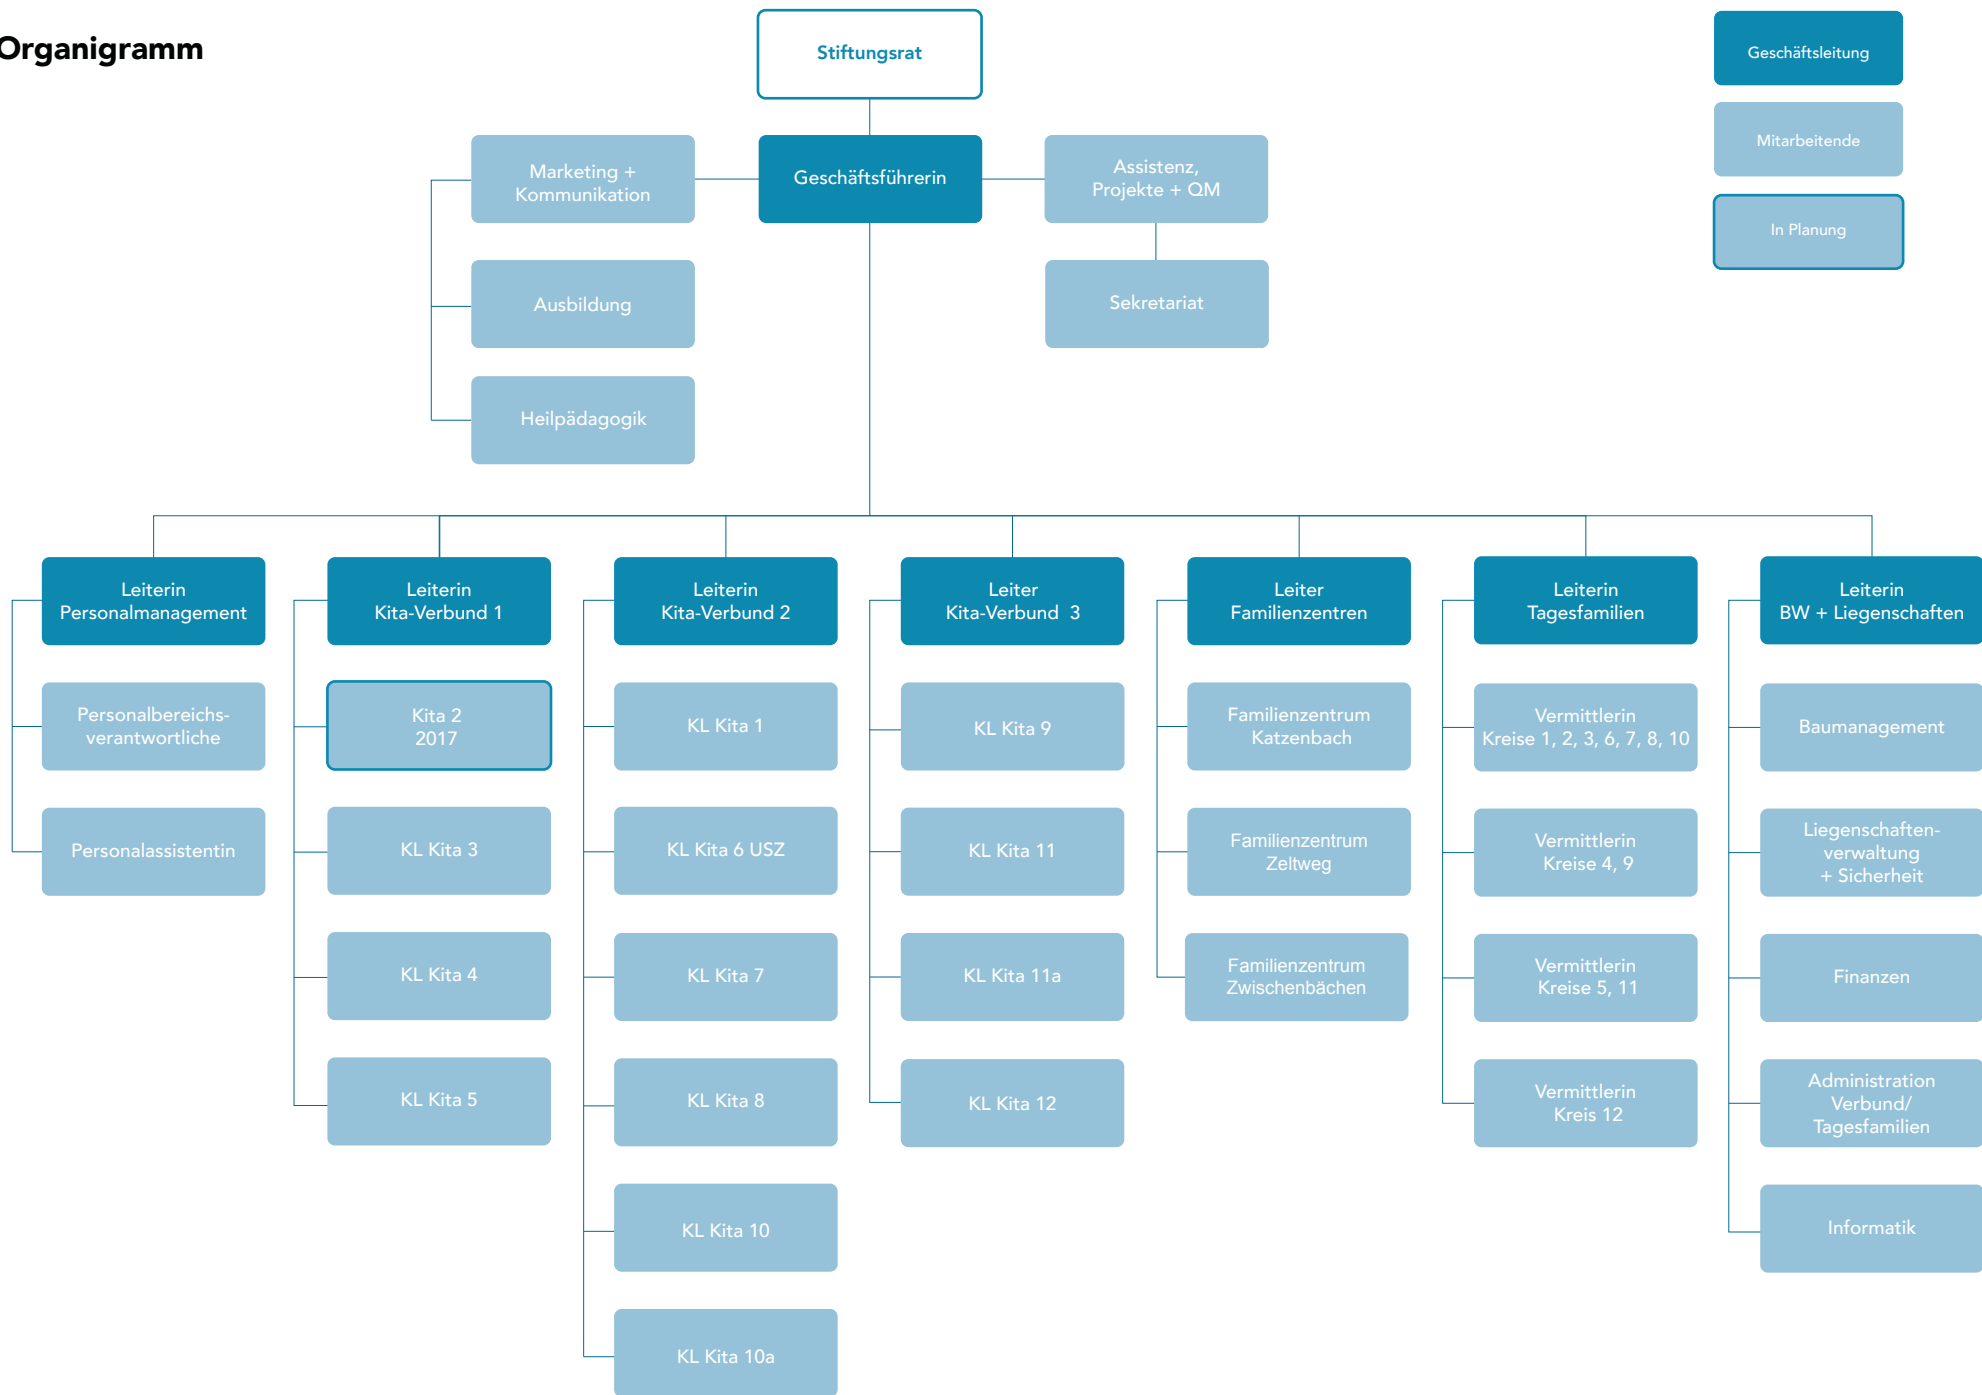 Organigramm
Stiftungsrat
Geschäftsleitung
Mitarbeitende
In Planung
Marketing +
Kommunikation
Geschäftsführerin
Assistenz,
Projekte + QM
Ausbildung
Sekretariat
Heilpädagogik
Leiterin
Personalmanagement
Personalbereichs-
verantwortliche
Personalassistentin
Leiterin
Kita-Verbund 1
Kita 2
2017
KL Kita 3
KL Kita 4
KL Kita 5
Leiterin
Kita-Verbund 2
KL Kita 1
KL Kita 6 USZ
KL Kita 7
KL Kita 8
KL Kita 10
KL Kita 10a
Leiter
Kita-Verbund 3
KL Kita 9
KL Kita 11
KL Kita 11a
KL Kita 12
Leiter
Familienzentren
Familienzentrum
Katzenbach
Familienzentrum
Zeltweg
Familienzentrum
Zwischenbächen
Leiterin
Tagesfamilien
Vermittlerin
Kreise 1, 2, 3, 6, 7, 8, 10
Vermittlerin
Kreise 4, 9
Vermittlerin
Kreise 5, 11
Vermittlerin
Kreis 12
Leiterin
BW + Liegenschaften
Baumanagement
Liegenschaften-
verwaltung
+ Sicherheit
Finanzen
Administration
Verbund/
Tagesfamilien
Informatik